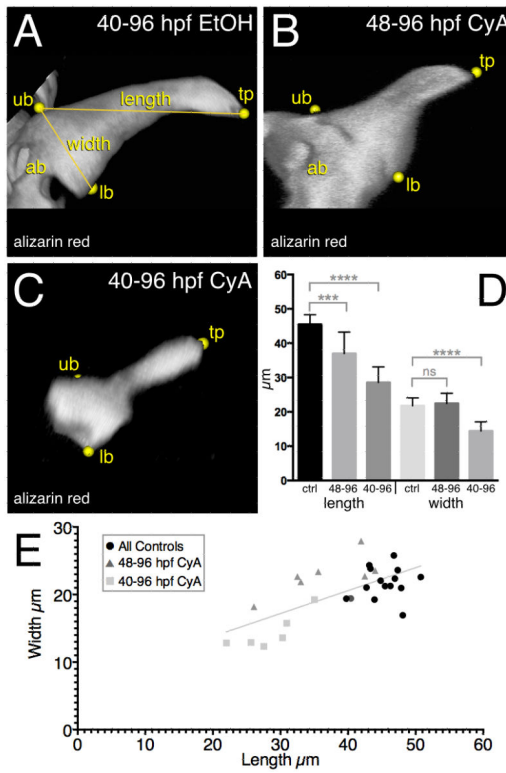 A
40-96 hpf EtOH
ub
length
tp
width
ab
lb
alizarin red
B
48-96 hpf CyA
ub
tp
ab
lb
alizarin red
C
40-96 hpf CyA
ub
tp
lb
alizarin red
D
60
50
40
30
20
10
0
μm
****
***
****
ns
ctrl 48-96 40-96 ctrl 48-96 40-96
length width
E
30
20
10
0
Width μm
All Controls
48-96 hpf CyA
40-96 hpf CyA
0 10 20 30 40 50 60
Length μm